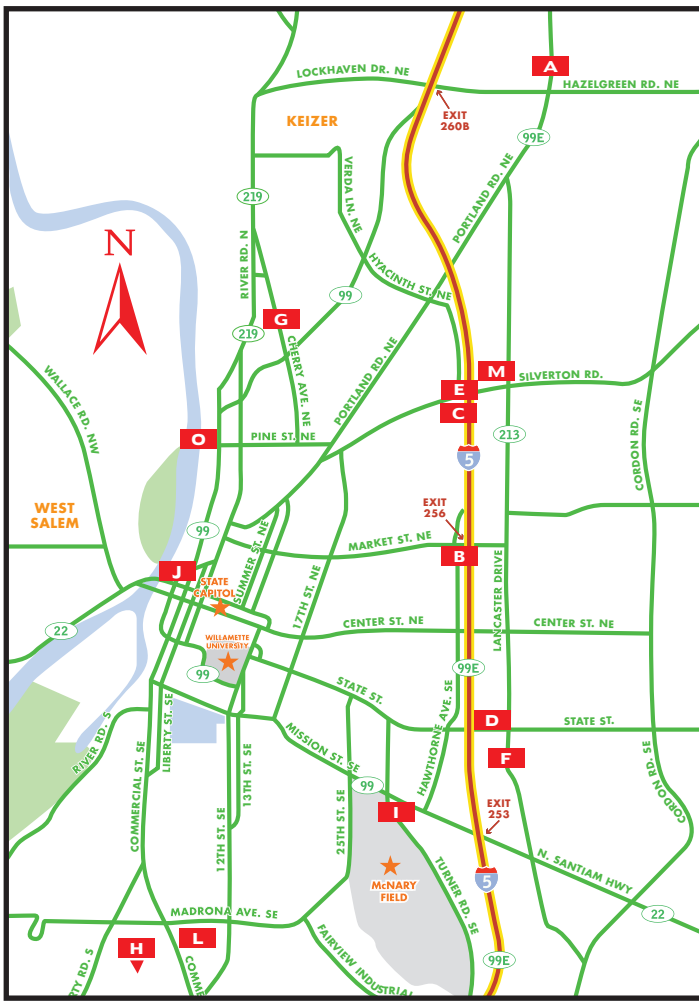 LOCKHAVEN DR. NE
A
HAZELGREEN RD. NE
EXIT
260B
KEIZER
99E
VERDA LN. NE
PORTLAND RD. NE
219
RIVER RD. N
N
HYACINTH ST. NE
99
G
219
CHERRY AVE. NE
PORTLAND RD. NE
M
SILVERTON RD.
E
C
WALLACE RD. NW
O
PINE ST. NE
213
CORDON RD. SE
5
WEST
SALEM
EXIT
256
99
SUMMER ST. NE
MARKET ST. NE
B
J
STATE
CAPITOL
17TH ST. NE
LANCASTER DRIVE
22
CENTER ST. NE
CENTER ST. NE
WILLAMETTE
UNIVERSITY
99
99E
STATE ST.
HAWTHORNE AVE. SE
D
STATE ST.
RIVER RD. S
LIBERTY ST. SE
COMMERCIAL ST. SE
13TH ST. SE
12TH ST. SE
MISSION ST. SE
F
99
I
25TH ST. SE
EXIT
253
CORDON RD. SE
N. SANTIAM HWY
McNARY
FIELD
TURNER RD. SE
5
22
MADRONA AVE. SE
H
L
RTY RD. S
COMME
FAIRVIEW INDUSTRIAL
99E